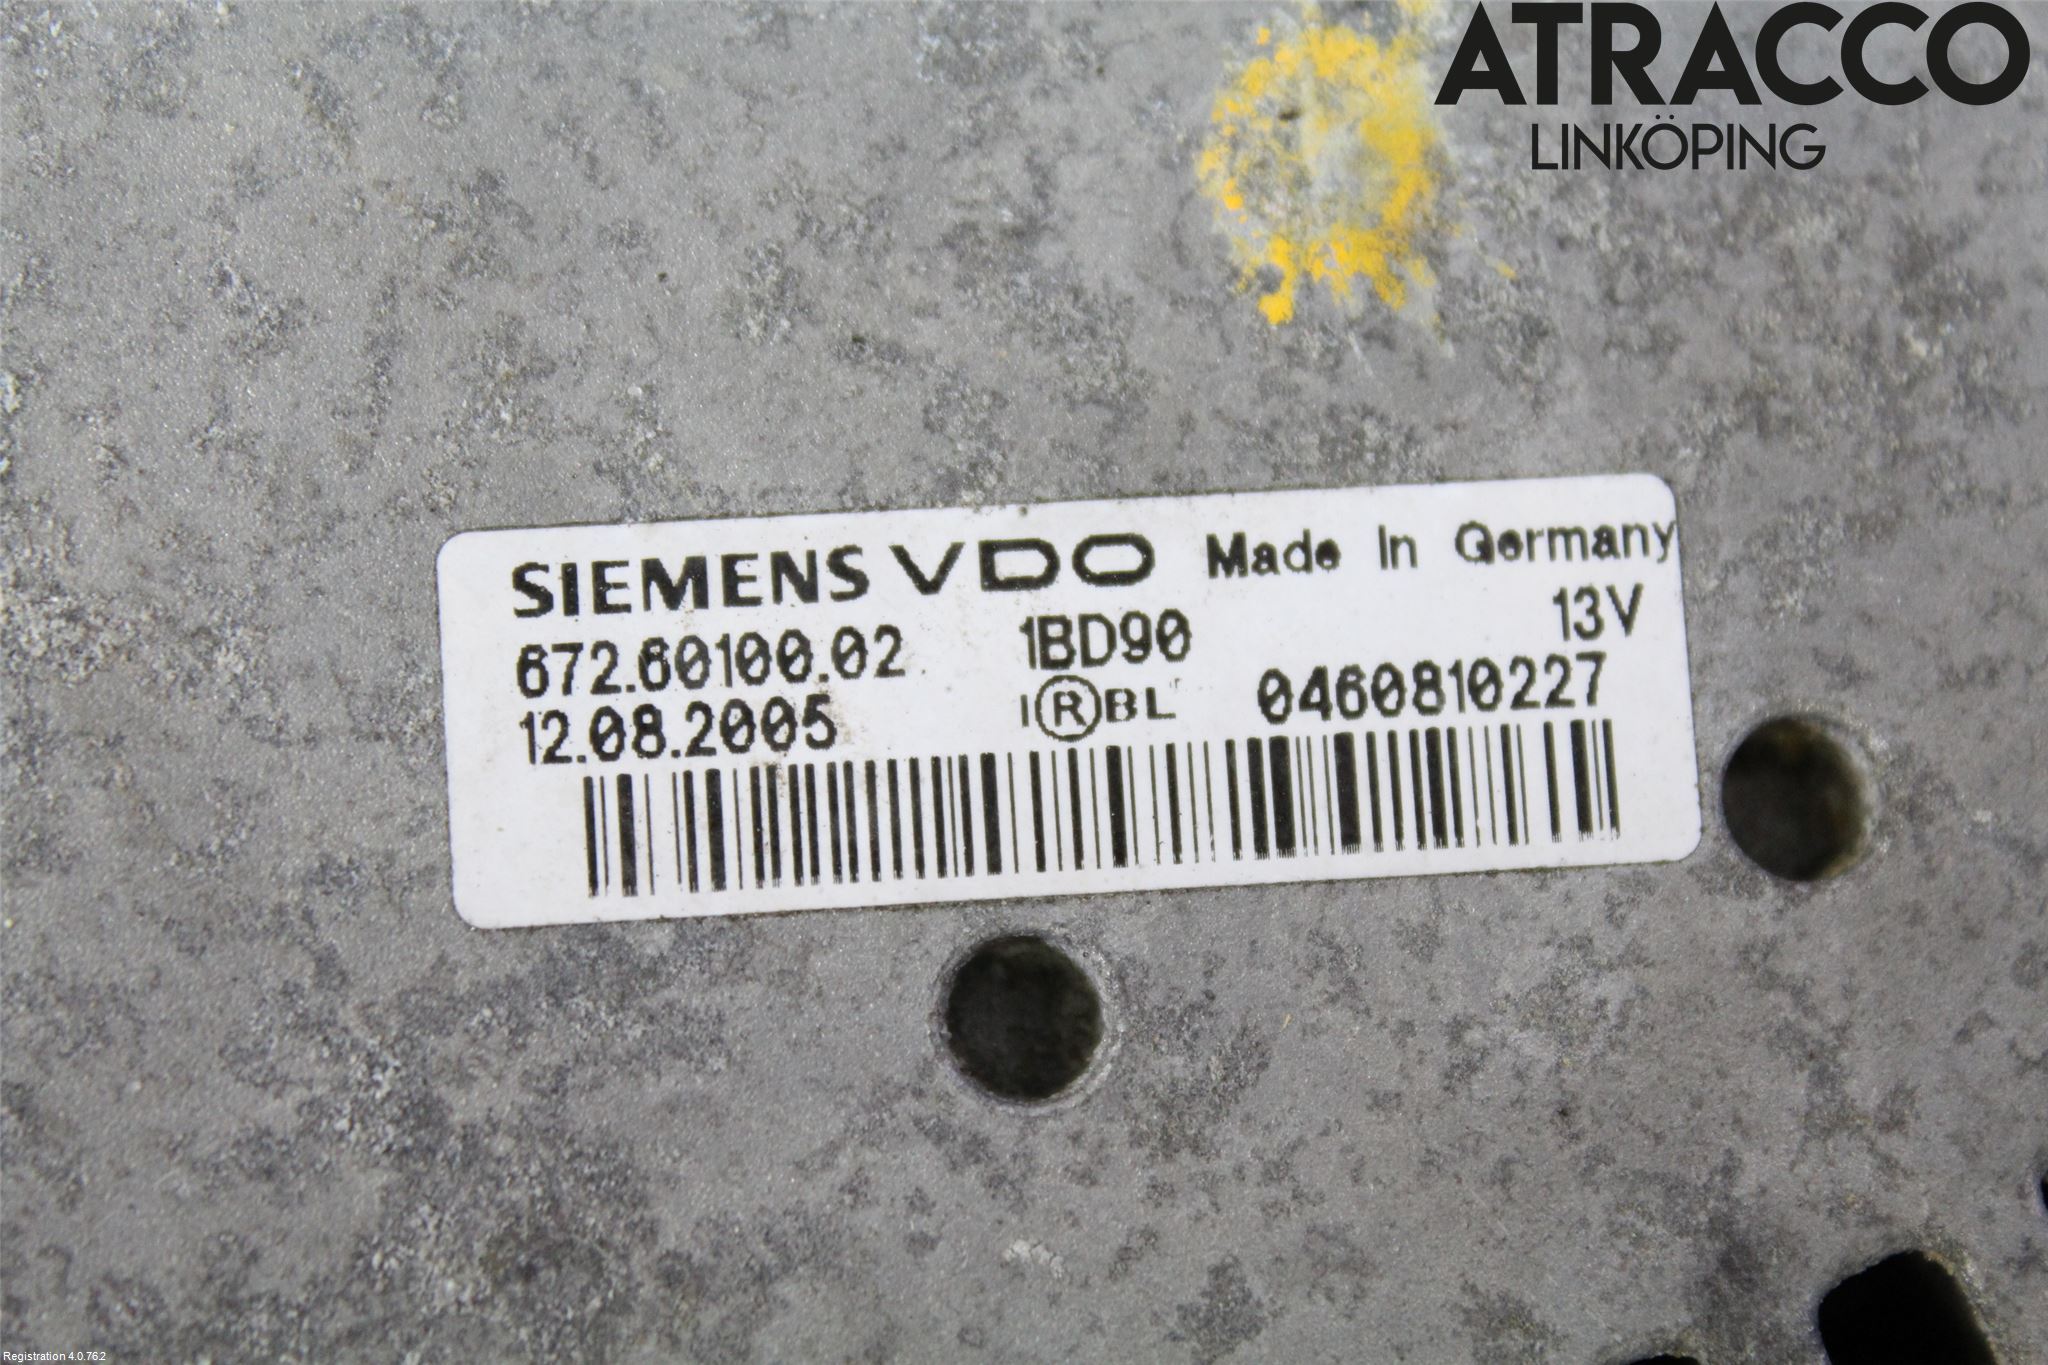 ATRACCO
LINKÖPING
SIEMENS VDO Made In Germany
672.60100.02 1BD90 13V
12.08.2005 I®BL 0460810227
Registration 4.0.762